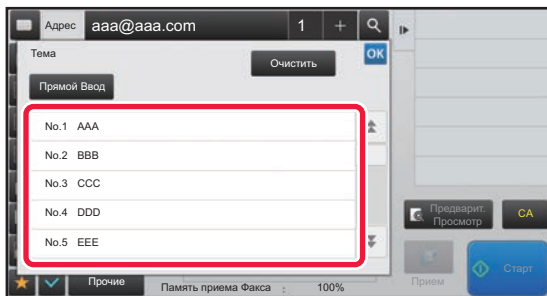 Адрес aaa@aaa.com 1 +
Тема
Очистить
OK
Прямой Ввод
No.1 AAA
No.2 BBB
No.3 CCC
No.4 DDD
No.5 EEE
Предварит.
Просмотр
CA
Прочие
Память приема Факса : 100%
Прием
Старт